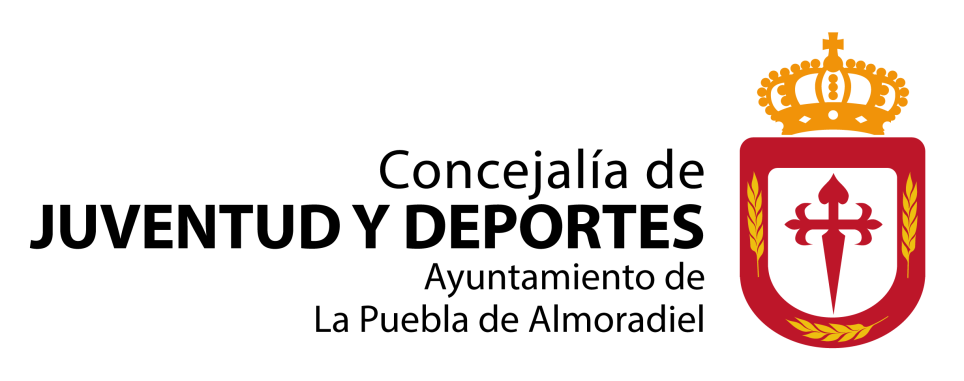 Concejalía de
JUVENTUD Y DEPORTES
Ayuntamiento de
La Puebla de Almoradiel